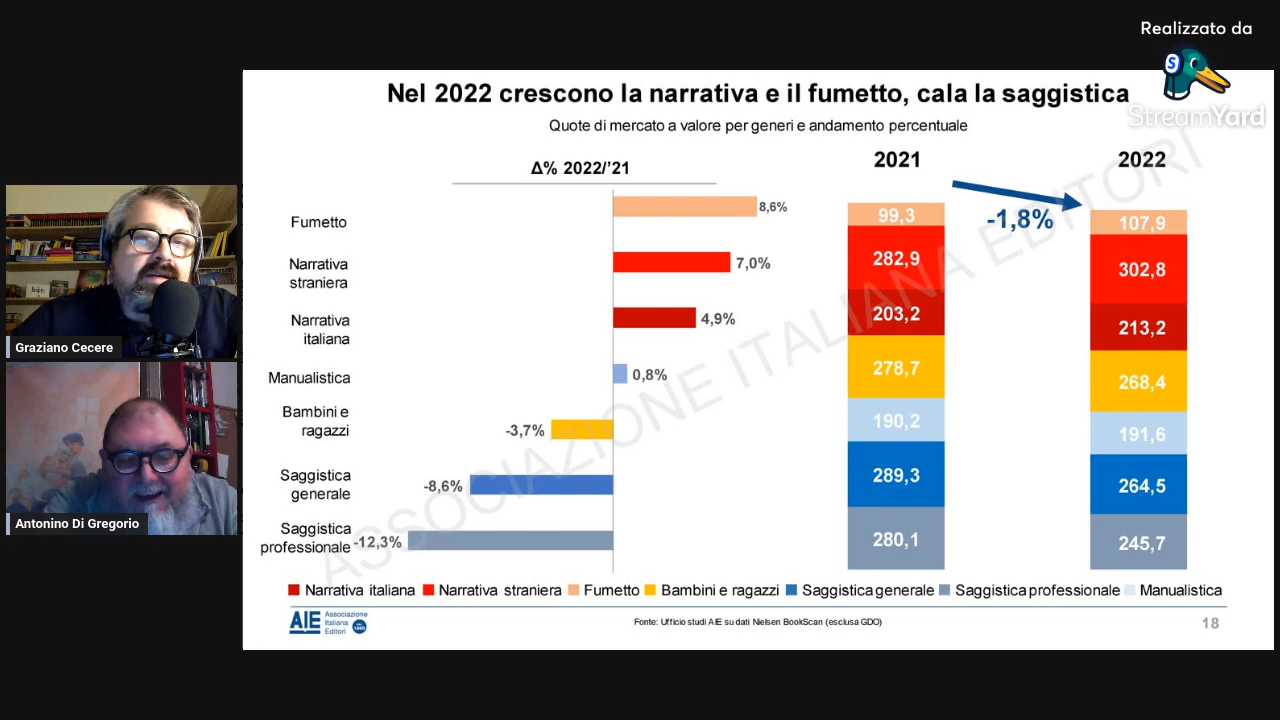 Realizzato da
StreamYard
Nel 2022 crescono la narrativa e il fumetto, cala la saggistica
Quote di mercato a valore per generi e andamento percentuale
Δ% 2022/’21
2021
2022
-1,8%
Fumetto
8,6%
Narrativa
straniera
7,0%
Narrativa
italiana
4,9%
Manualistica
0,8%
Bambini e
ragazzi
-3,7%
Saggistica
generale
-8,6%
Saggistica
professionale
-12,3%
99,3
282,9
203,2
278,7
190,2
289,3
280,1
107,9
302,8
213,2
268,4
191,6
264,5
245,7
ASSOCIAZIONE ITALIANA EDITORI
Narrativa italiana Narrativa straniera Fumetto Bambini e ragazzi Saggistica generale Saggistica professionale Manualistica
AIE Associazione
Italiana
Editori
Fonte: Ufficio studi AIE su dati Nielsen BookScan (esclusa GDO)
18
Graziano Cecere
Antonino Di Gregorio